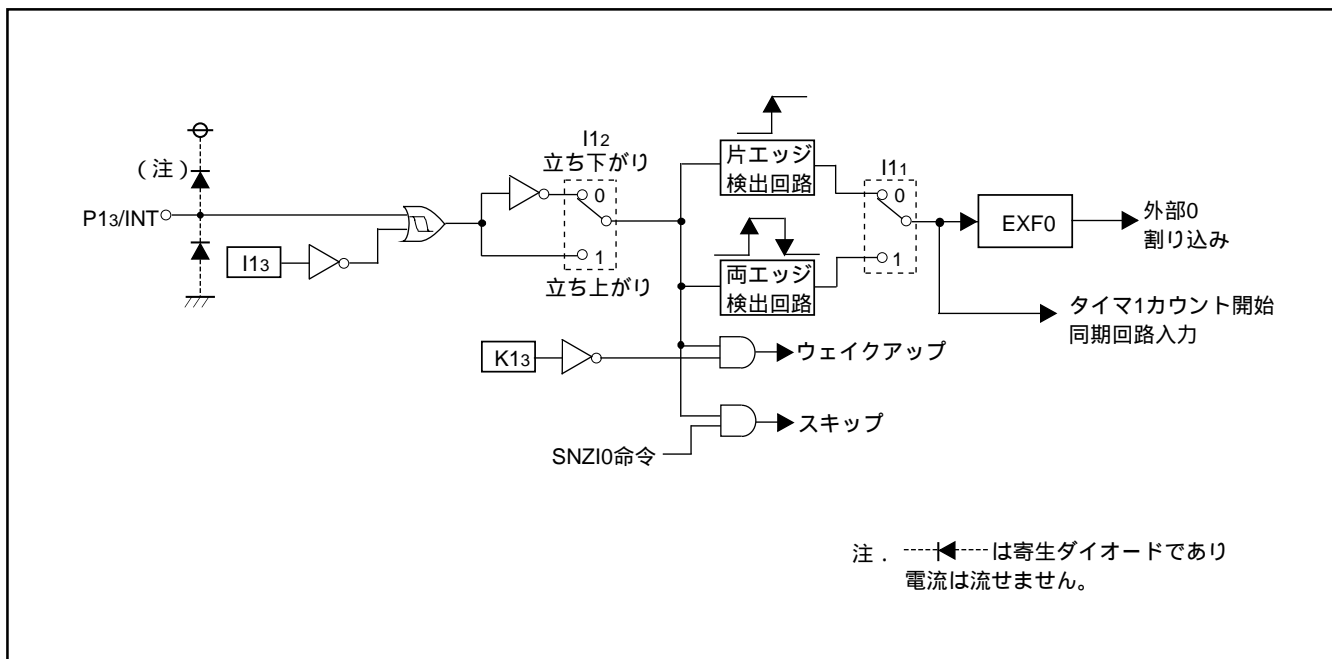 (注)
P13/INT
I13
I12
立ち下がり
0
1
立ち上がり
片エッジ
検出回路
両エッジ
検出回路
I11
0
1
EXF0
外部0
割り込み
タイマ1カウント開始
同期回路入力
K13
ウェイクアップ
スキップ
SNZI0命令
注. は寄生ダイオードであり
電流は流せません。